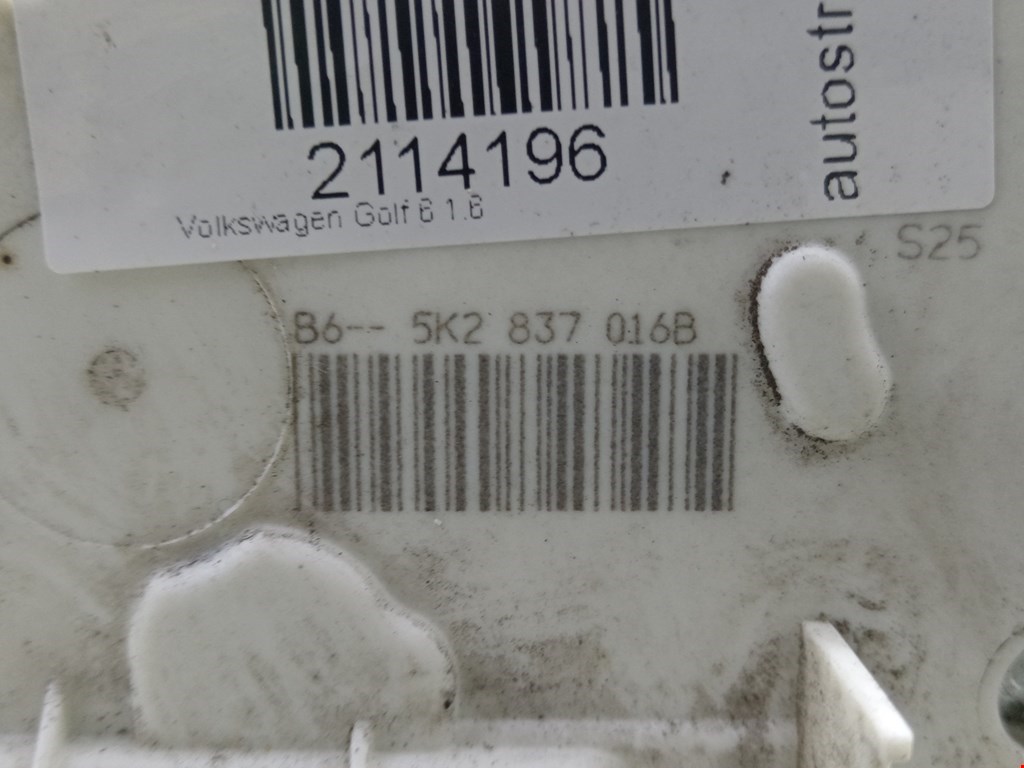 2114196
Volkswagen Golf 6 1.6
autostr
S25
B6-- 5K2 837 016B